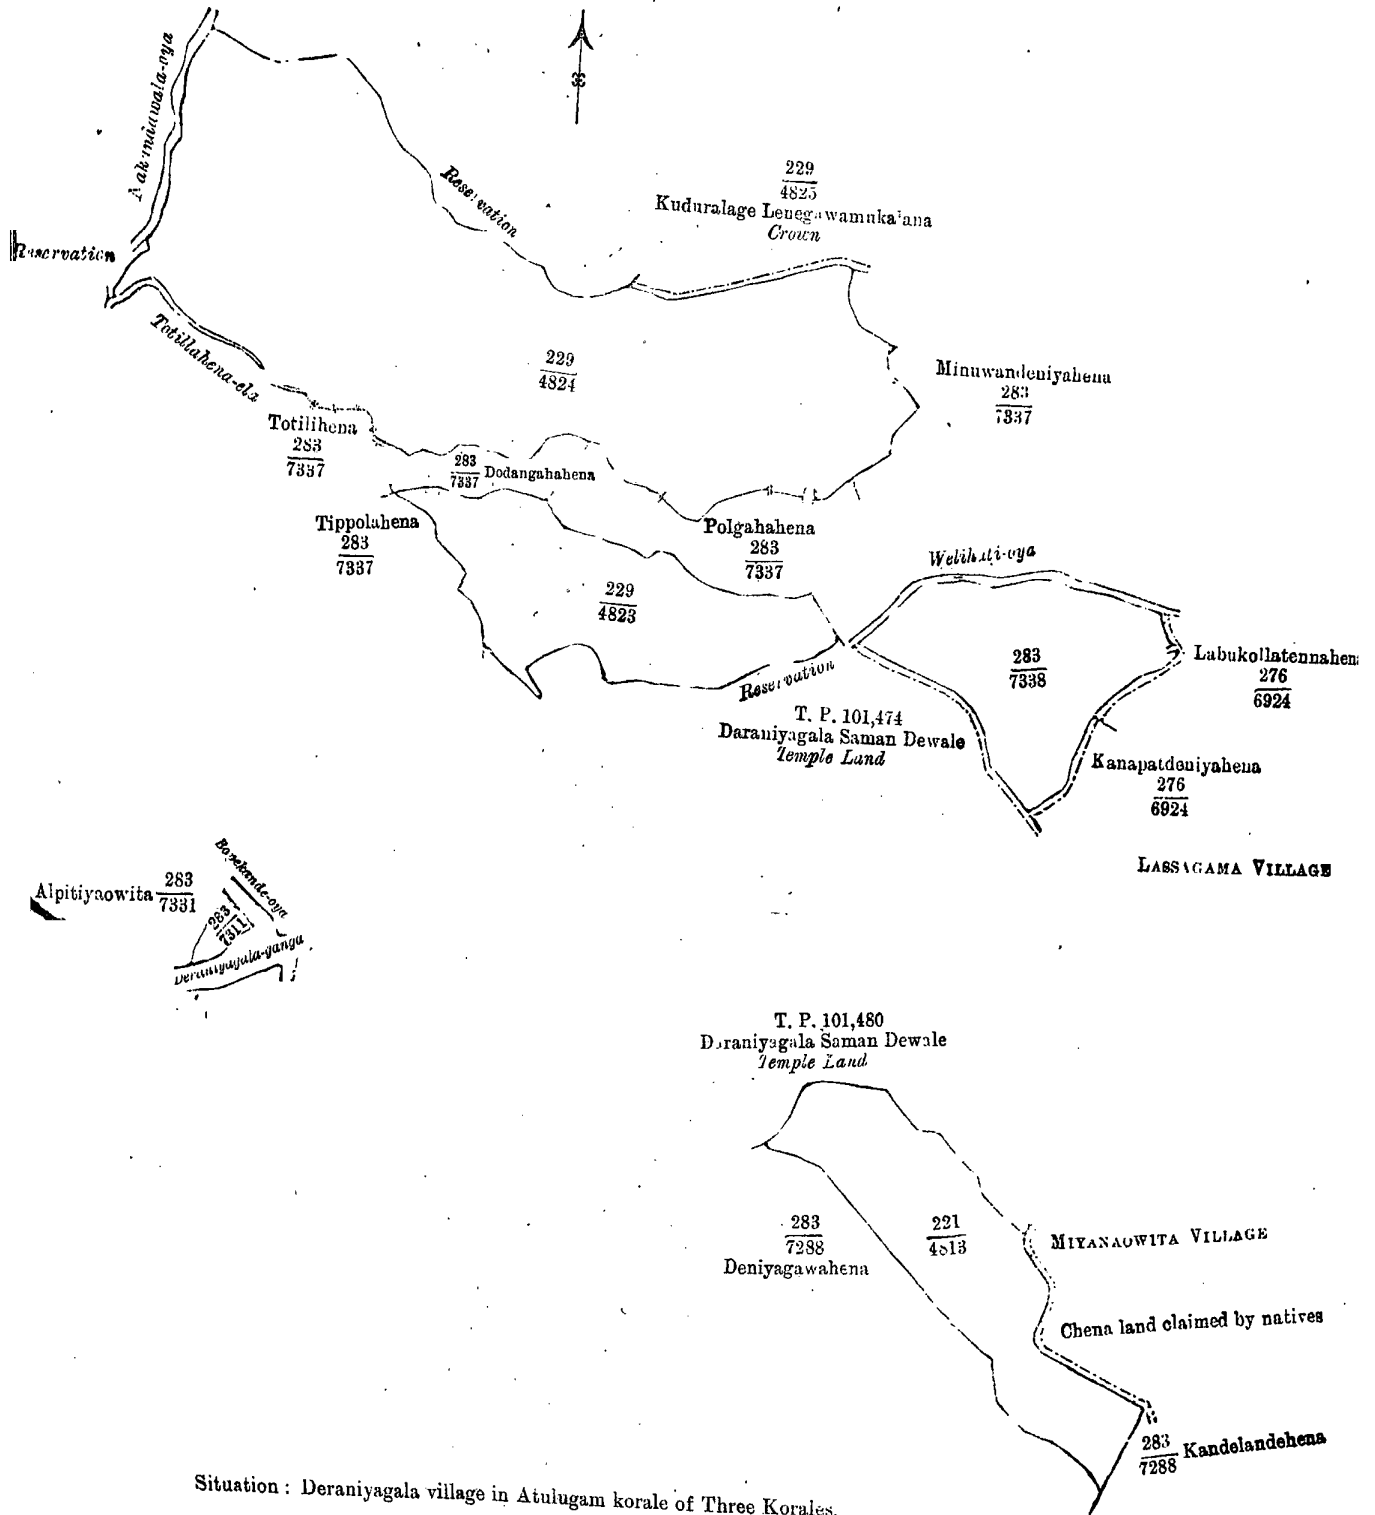 Reservation
Reservation
229
4825
Kuduralage Lenegawamukalana
Crown
Totillahena-ela
229
4824
Minuwandeniyahena
283
7337
Totilihena
283
7337
283
7337 Dodangahahena
Tippolahena
283
7337
Polgahahena
283
7337
229
4823
Welihati-oya
283
7338
Labukollatennahena
276
6924
Reservation
T. P. 101,474
Daraniyagala Saman Dewale
Temple Land
Kanapatdeniyahena
276
6924
LASSAGAMA VILLAGE
Alpitiyaowita 283
7331
283
7311
Deraniyagala-ganga
T. P. 101,480
Daraniyagala Saman Dewale
Temple Land
283
7288
Deniyagawahena
221
4813
MIYANAOWITA VILLAGE
Chena land claimed by natives
283
7288 Kandelandehena
Situation : Deraniyagala village in Atulugam korale of Three Korales.